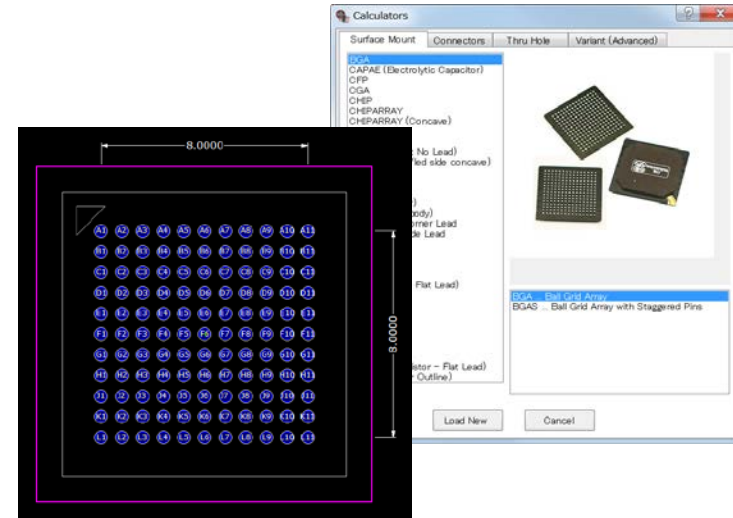 Calculators
Surface Mount Connectors Thru Hole Variant (Advanced)
BGA
CAPAE (Electrolytic Capacitor)
CFP
CGA
CHIP
CHIPARRAY
CHIPARRAY (Concave)
No Lead)
led side concave)
body)
Lead
Lead
Flat Lead)
- Flat Lead)
Outline)
BGA ... Ball Grid Array
BGAS ... Ball Grid Array with Staggered Pins
Load New Cancel
8.0000
A1 A2 A3 A4 A5 A6 A7 A8 A9 A10 A11
B1 B2 B3 B4 B5 B6 B7 B8 B9 B10 B11
C1 C2 C3 C4 C5 C6 C7 C8 C9 C10 C11
D1 D2 D3 D4 D5 D6 D7 D8 D9 D10 D11
E1 E2 E3 E4 E5 E6 E7 E8 E9 E10 E11
F1 F2 F3 F4 F5 F6 F7 F8 F9 F10 F11
8.0000
G1 G2 G3 G4 G5 G6 G7 G8 G9 G10 G11
H1 H2 H3 H4 H5 H6 H7 H8 H9 H10 H11
J1 J2 J3 J4 J5 J6 J7 J8 J9 J10 J11
K1 K2 K3 K4 K5 K6 K7 K8 K9 K10 K11
L1 L2 L3 L4 L5 L6 L7 L8 L9 L10 L11